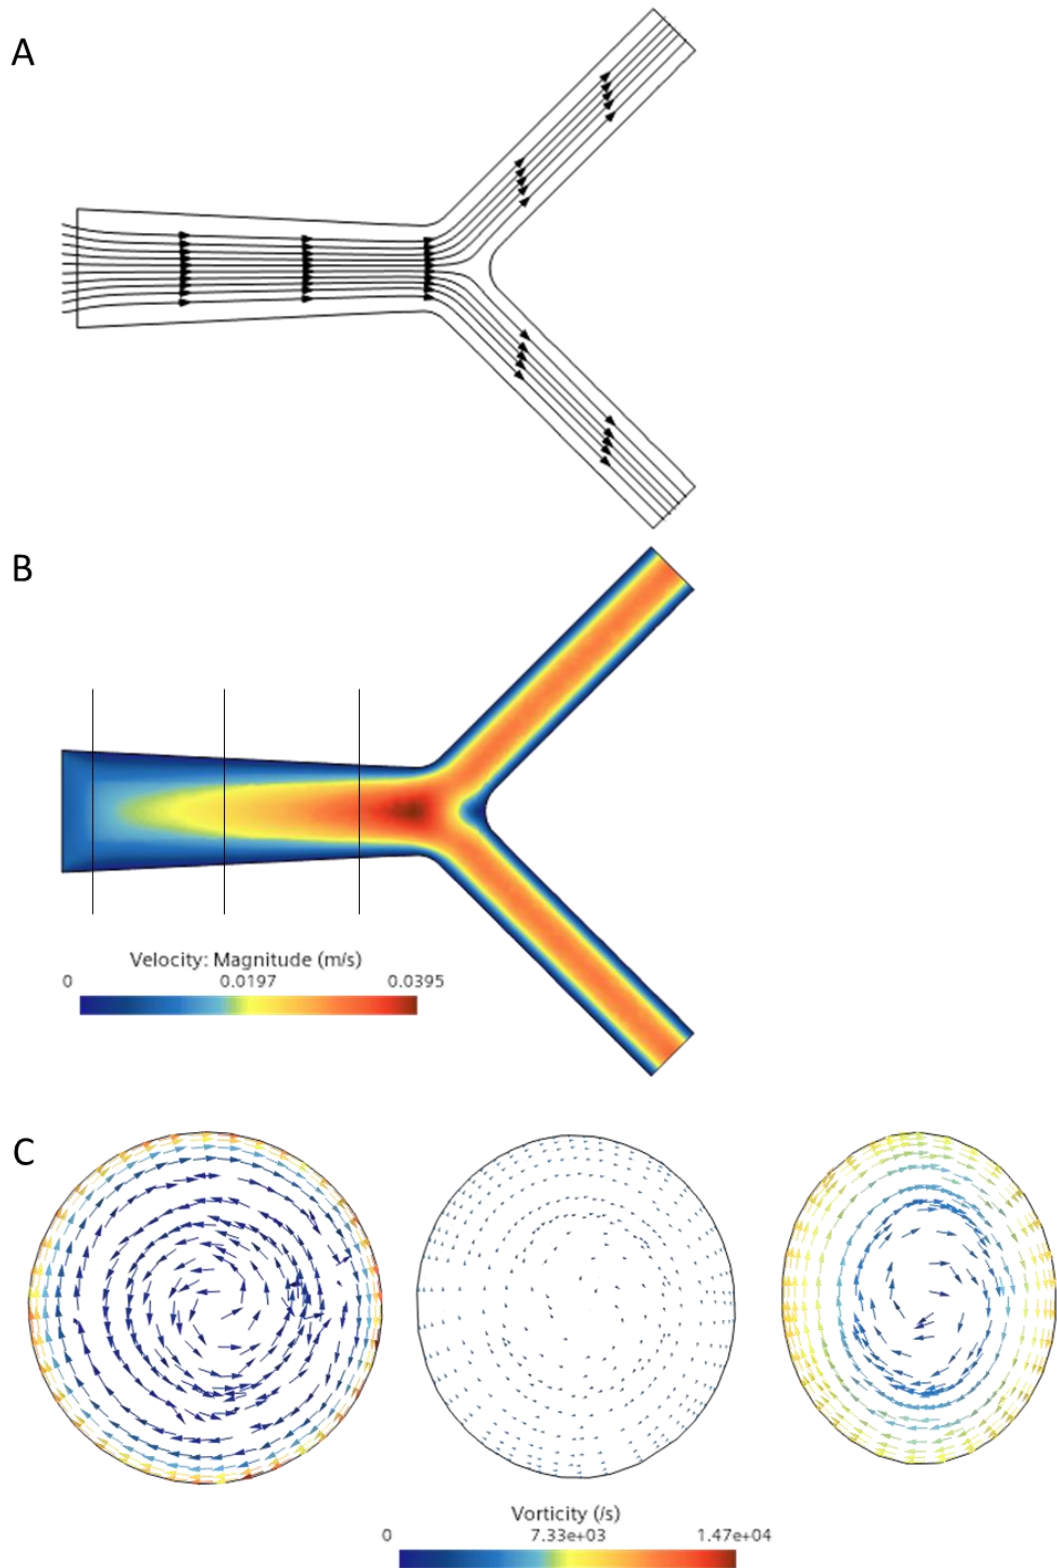 A
B
Velocity: Magnitude (m/s)
0 0.0197 0.0395
C
Vorticity (/s)
0 7.33e+03 1.47e+04